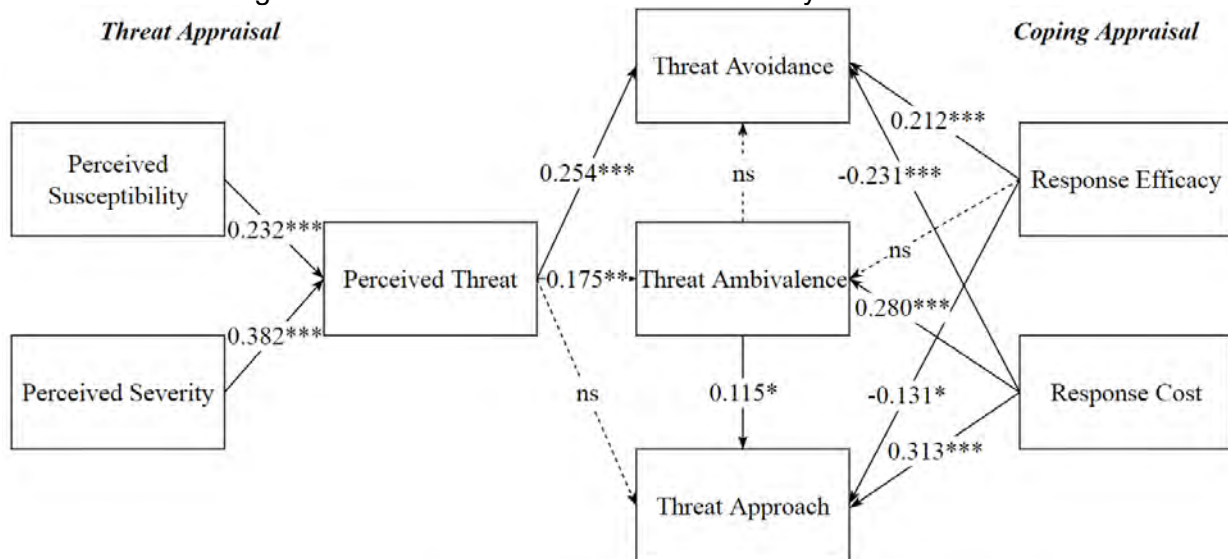 Threat Appraisal
Coping Appraisal
Threat Avoidance
0.212***
Perceived
Susceptibility
0.254***
-0.231***
Response Efficacy
ns
0.232***
ns
Perceived Threat
0.175**
Threat Ambivalence
0.280***
0.382***
Perceived Severity
ns
0.115*
-0.131*
Response Cost
0.313***
Threat Approach